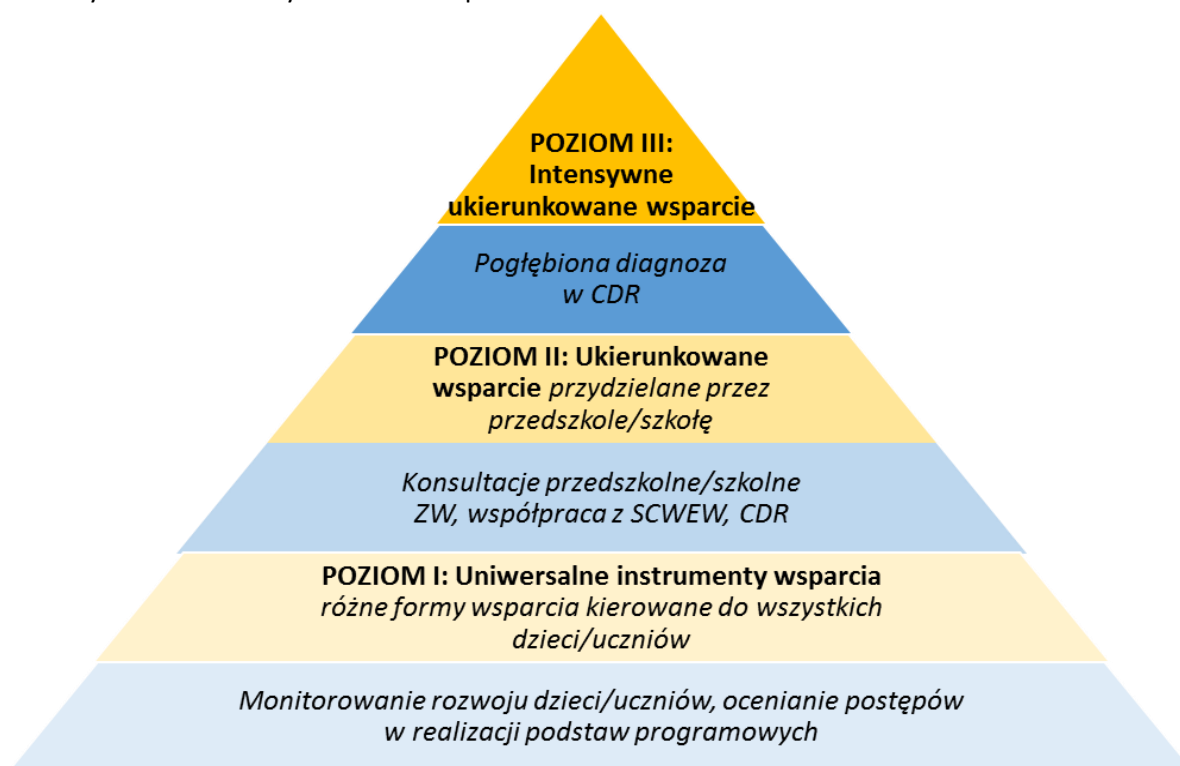 POZIOM III:
Intensywne
ukierunkowane wsparcie
Pogłębiona diagnoza
w CDR
POZIOM II: Ukierunkowane
wsparcie przydzielane przez
przedszkole/szkołę
Konsultacje przedszkolne/szkolne
ZW, współpraca z SCWEW, CDR
POZIOM I: Uniwersalne instrumenty wsparcia
różne formy wsparcia kierowane do wszystkich
dzieci/uczniów
Monitorowanie rozwoju dzieci/uczniów, ocenianie postępów
w realizacji podstaw programowych